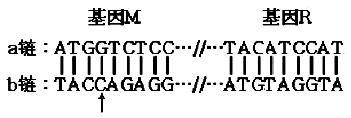 基因M 基因R
a链：ATGGTCTCC…//…TACATCCAT
b链：TACCAGAGG…//…ATGTAGGTA